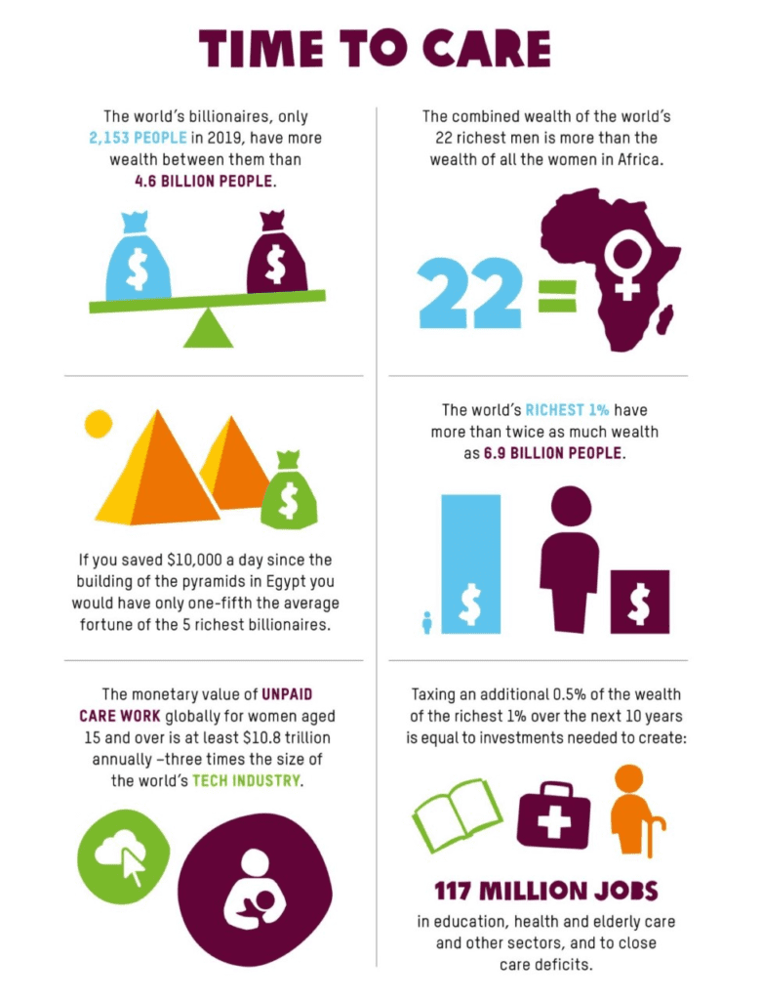 TIME TO CARE
The world's billionaires, only
2,153 PEOPLE in 2019, have more
wealth between them than
4.6 BILLION PEOPLE.
$
$
The combined wealth of the world's
22 richest men is more than the
wealth of all the women in Africa.
22 =
If you saved $10,000 a day since the
building of the pyramids in Egypt you
would have only one-fifth the average
fortune of the 5 richest billionaires.
$
The world's RICHEST 1% have
more than twice as much wealth
as 6.9 BILLION PEOPLE.
$
$
The monetary value of UNPAID
CARE WORK globally for women aged
15 and over is at least $10.8 trillion
annually –three times the size of
the world's TECH INDUSTRY.
Taxing an additional 0.5% of the wealth
of the richest 1% over the next 10 years
is equal to investments needed to create:
117 MILLION JOBS
in education, health and elderly care
and other sectors, and to close
care deficits.